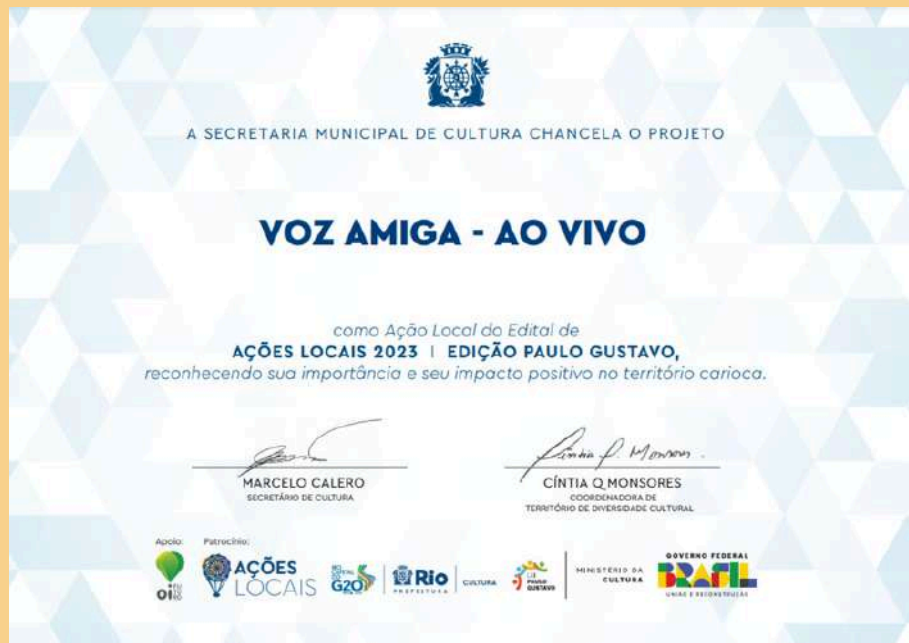 A SECRETARIA MUNICIPAL DE CULTURA CHANCELA O PROJETO
VOZ AMIGA - AO VIVO
como Ação Local do Edital de
AÇÕES LOCAIS 2023 | EDIÇÃO PAULO GUSTAVO,
reconhecendo sua importância e seu impacto positivo no território carioca.
MARCELO CALERO
SECRETÁRIO DE CULTURA
CÍNTIA Q MONSORES
COORDENADORA DE
TERRITÓRIO DE DIVERSIDADE CULTURAL
Apoio:
Patrocínio:
AÇÕES
LOCAIS
G20
Rio
PREFEITURA
CULTURA
PAULO
GUSTAVO
MINISTÉRIO DA
CULTURA
GOVERNO FEDERAL
BRASIL
UNIÃO E RECONSTRUÇÃO